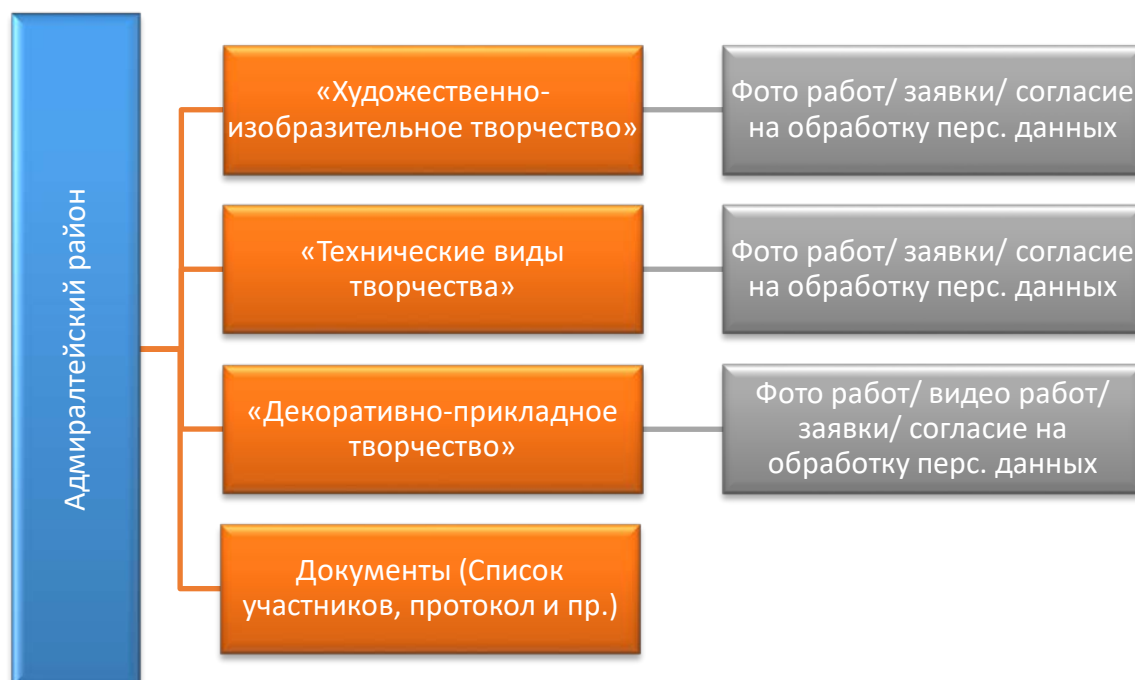 Адмиралтейский район
«Художественно-
изобразительное творчество»
Фото работ/ заявки/ согласие
на обработку перс. данных
«Технические виды
творчества»
Фото работ/ заявки/ согласие
на обработку перс. данных
«Декоративно-прикладное
творчество»
Фото работ/ видео работ/
заявки/ согласие на
обработку перс. данных
Документы (Список
участников, протокол и пр.)